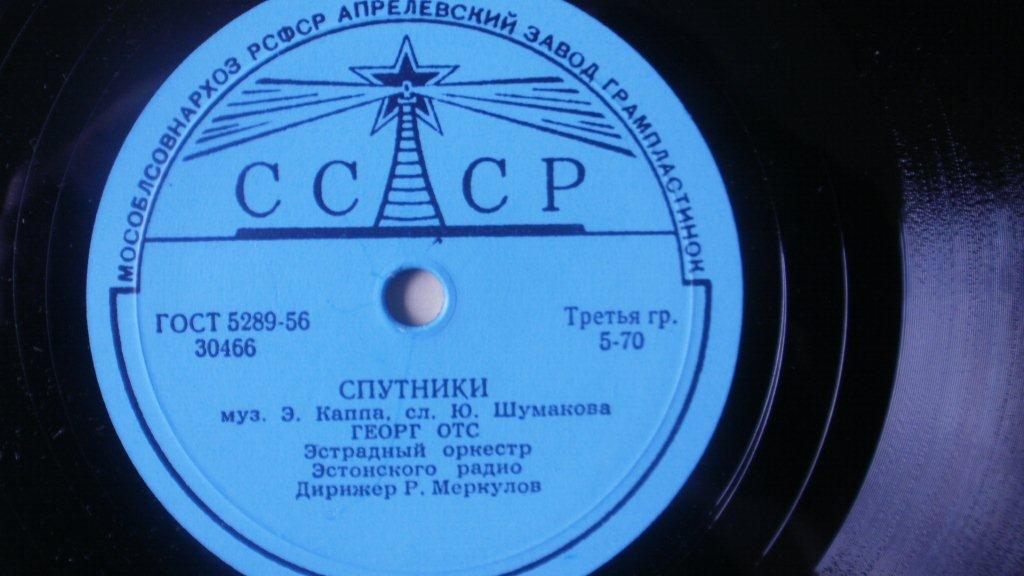 МОСОБЛСОВНАРХОЗ РСФСР АПРЕЛЕВСКИЙ ЗАВОД ГРАМПЛАСТИНОК
СССР
ГОСТ 5289-56
30466
Третья гр.
5-70
СПУТНИКИ
муз. Э. Каппа, сл. Ю. Шумакова
ГЕОРГ ОТС
Эстрадный оркестр
Эстонского радио
Дирижер Р. Меркулов